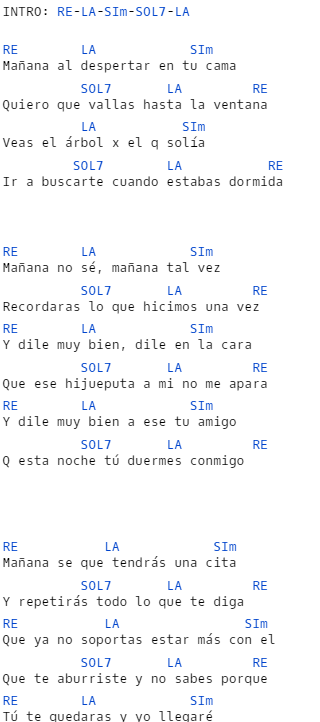 INTRO: RE-LA-SIm-SOL7-LA
RE LA SIm
Mañana al despertar en tu cama
SOL7 LA RE
Quiero que vallas hasta la ventana
LA SIm
Veas el árbol x el q solía
SOL7 LA RE
Ir a buscarte cuando estabas dormida
RE LA SIm
Mañana no sé, mañana tal vez
SOL7 LA RE
Recordaras lo que hicimos una vez
RE LA SIm
Y dile muy bien, dile en la cara
SOL7 LA RE
Que ese hijueputa a mi no me apara
RE LA SIm
Y dile muy bien a ese tu amigo
SOL7 LA RE
Q esta noche tú duermes conmigo
RE LA SIm
Mañana se que tendrás una cita
SOL7 LA RE
Y repetirás todo lo que te diga
RE LA SIm
Que ya no soportas estar más con el
SOL7 LA RE
Que te aburriste y no sabes porque
RE LA SIm
Tú te quedaras y yo llegaré